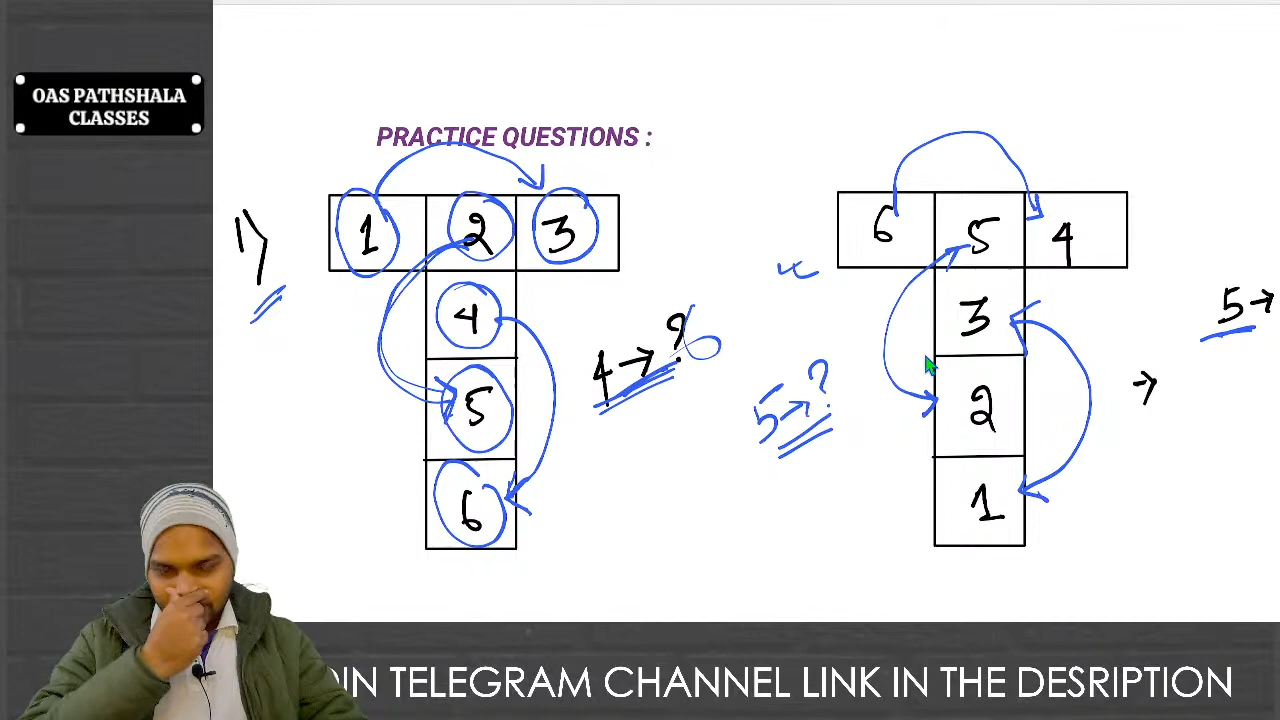 OAS PATHSHALA
CLASSES
PRACTICE QUESTIONS :
1)
1 2 3
4
5
6
4 → ? 6
6 5 4
3
2
1
5 → ?
5 →
→
IN TELEGRAM CHANNEL LINK IN THE DESRIPTION